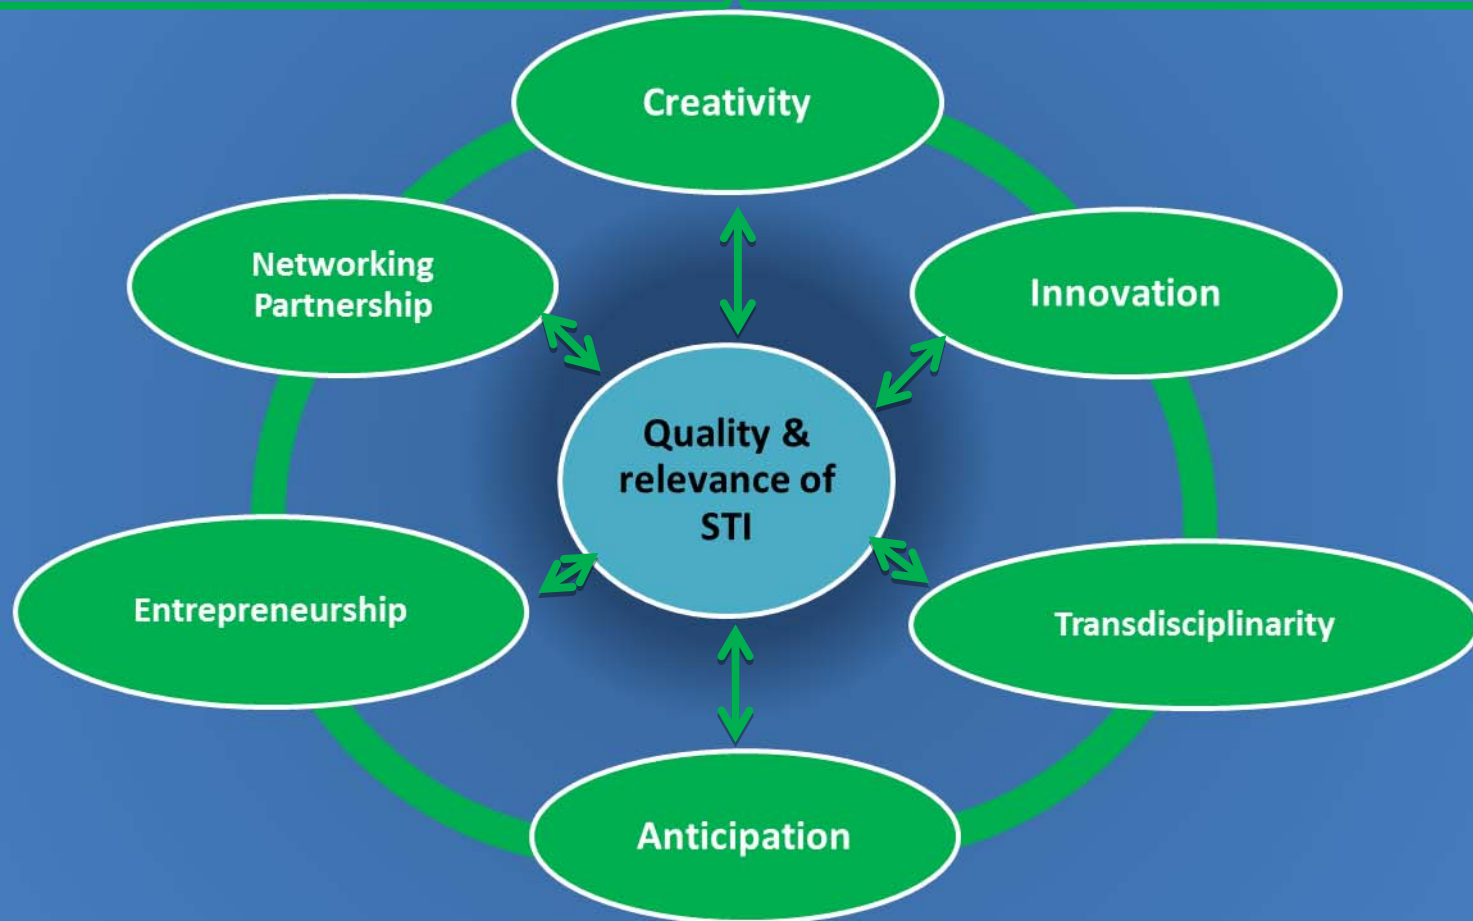 Creativity
Networking
Partnership
Innovation
Quality &
relevance of
STI
Entrepreneurship
Transdisciplinarity
Anticipation